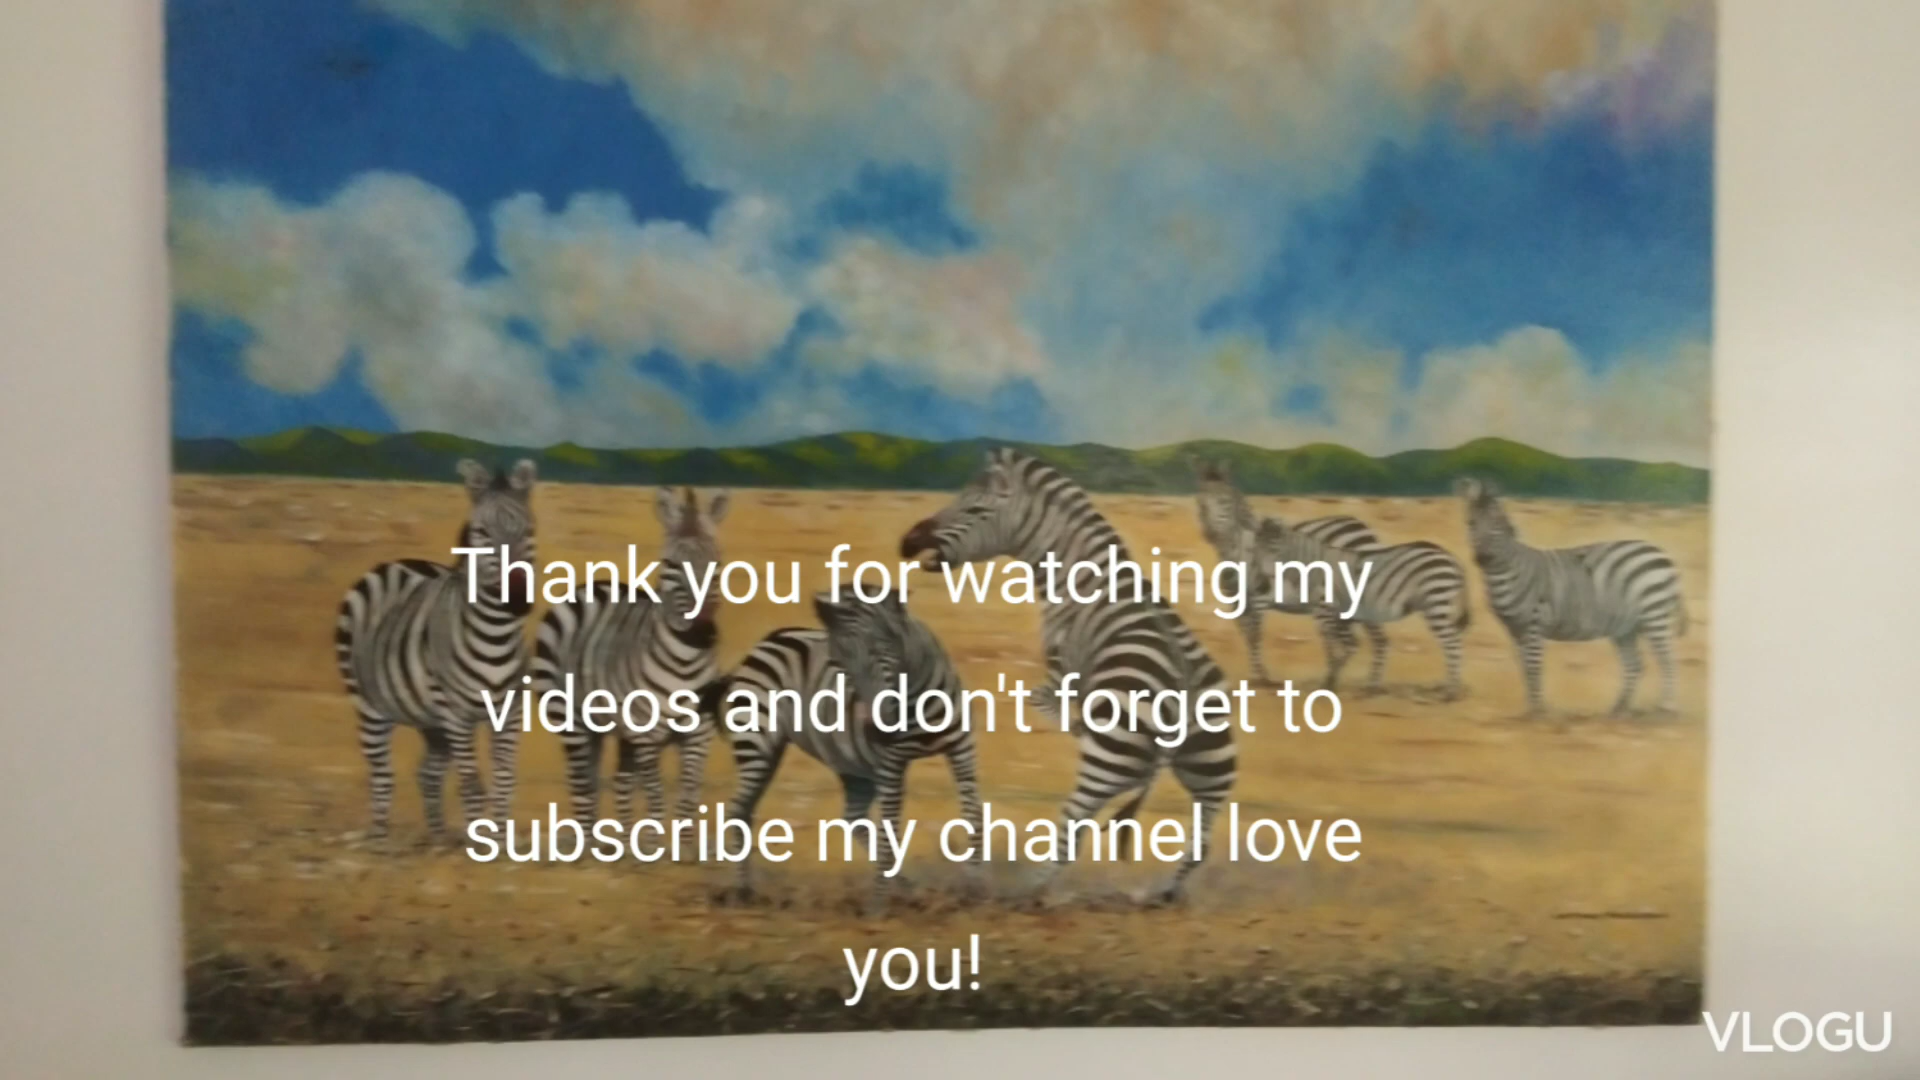 Thank you for watching my
videos and don't forget to
subscribe my channel love
you!
VLOGU